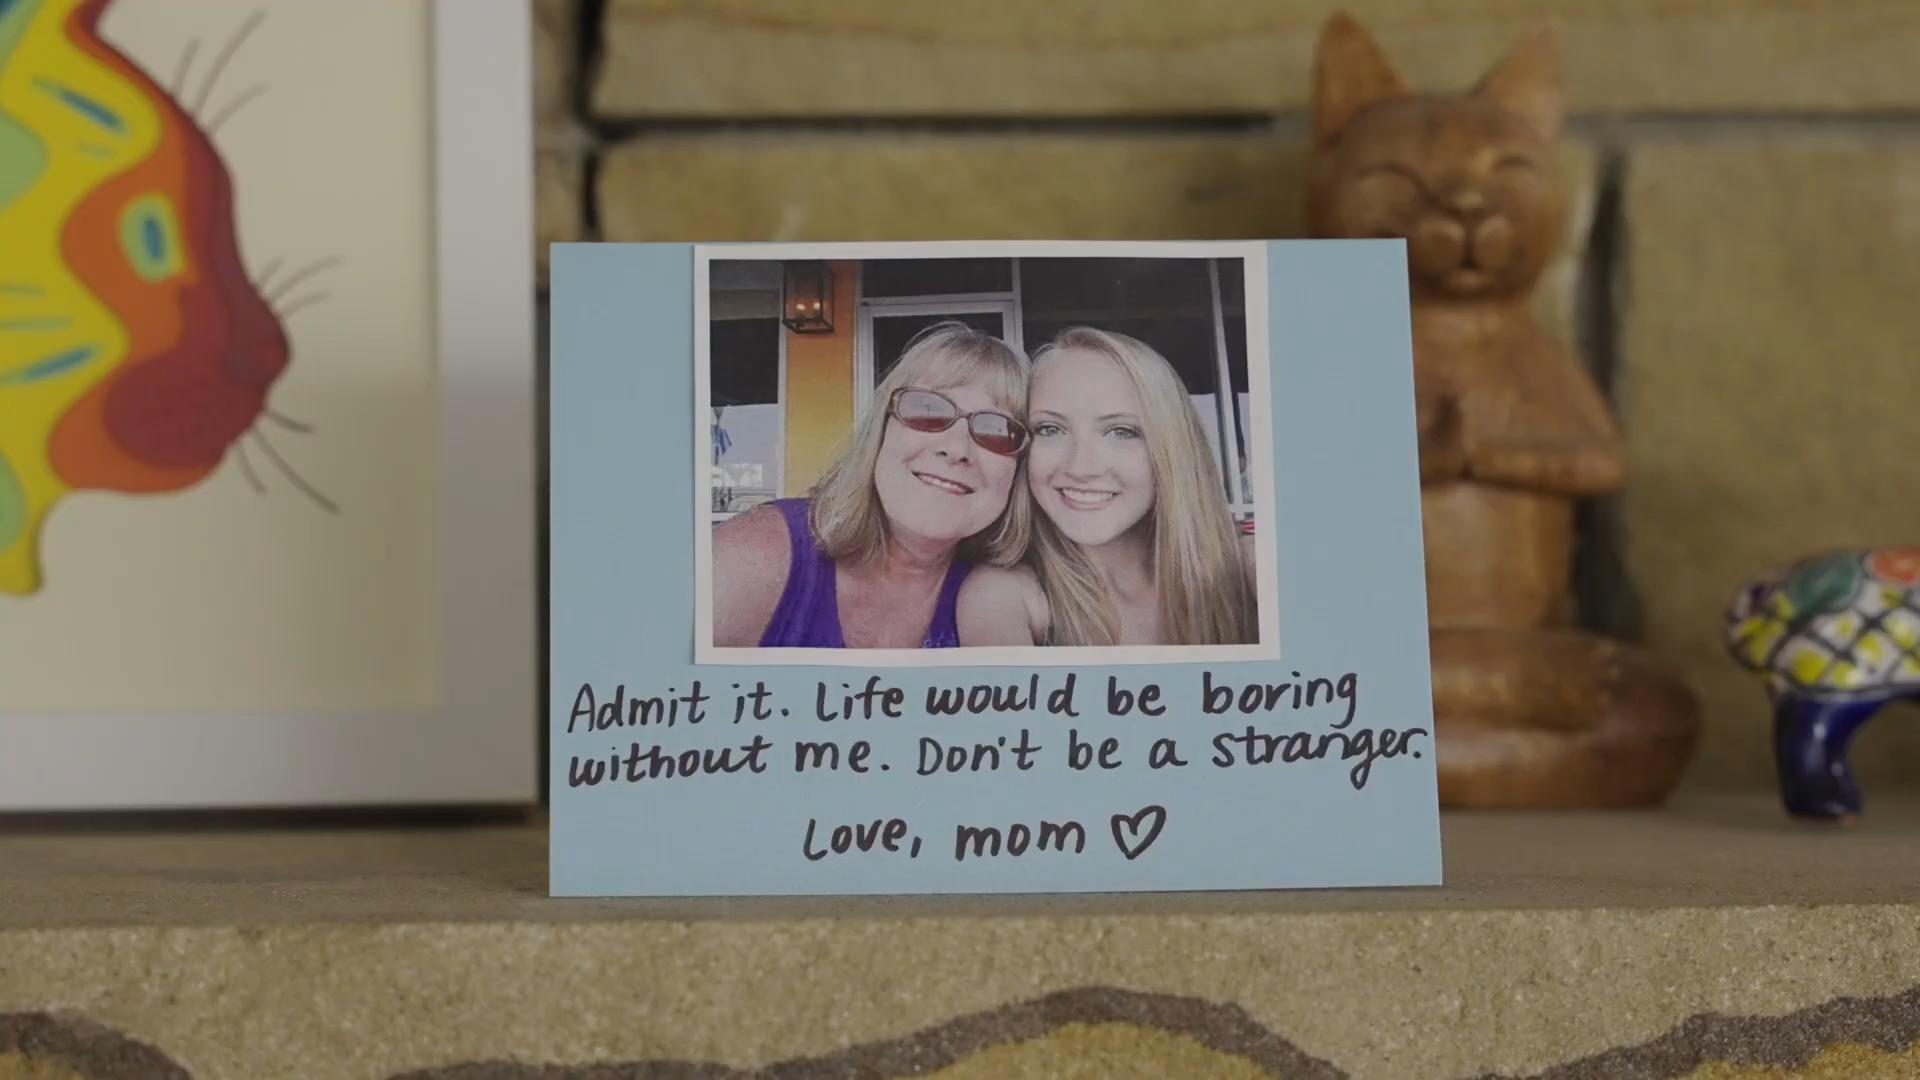 Admit it. Life would be boring
without me. Don't be a stranger.
Love, mom ♡